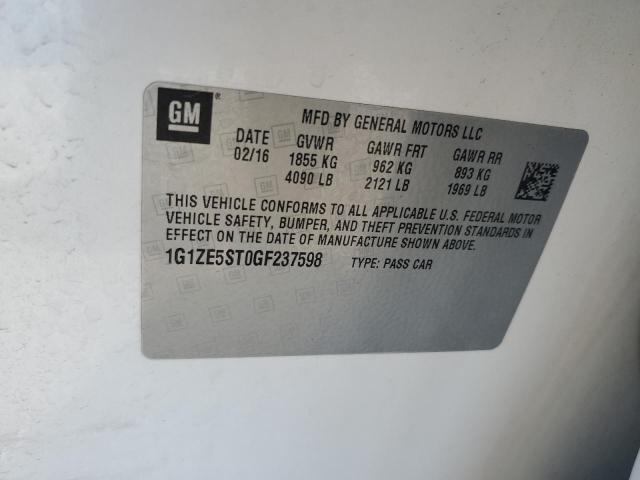 GM ®
MFD BY GENERAL MOTORS LLC
DATE GVWR GAWR FRT GAWR RR
02/16 1855 KG 962 KG 893 KG
4090 LB 2121 LB 1969 LB
THIS VEHICLE CONFORMS TO ALL APPLICABLE U.S. FEDERAL MOTOR
VEHICLE SAFETY, BUMPER, AND THEFT PREVENTION STANDARDS IN
EFFECT ON THE DATE OF MANUFACTURE SHOWN ABOVE.
1G1ZE5ST0GF237598 TYPE: PASS CAR